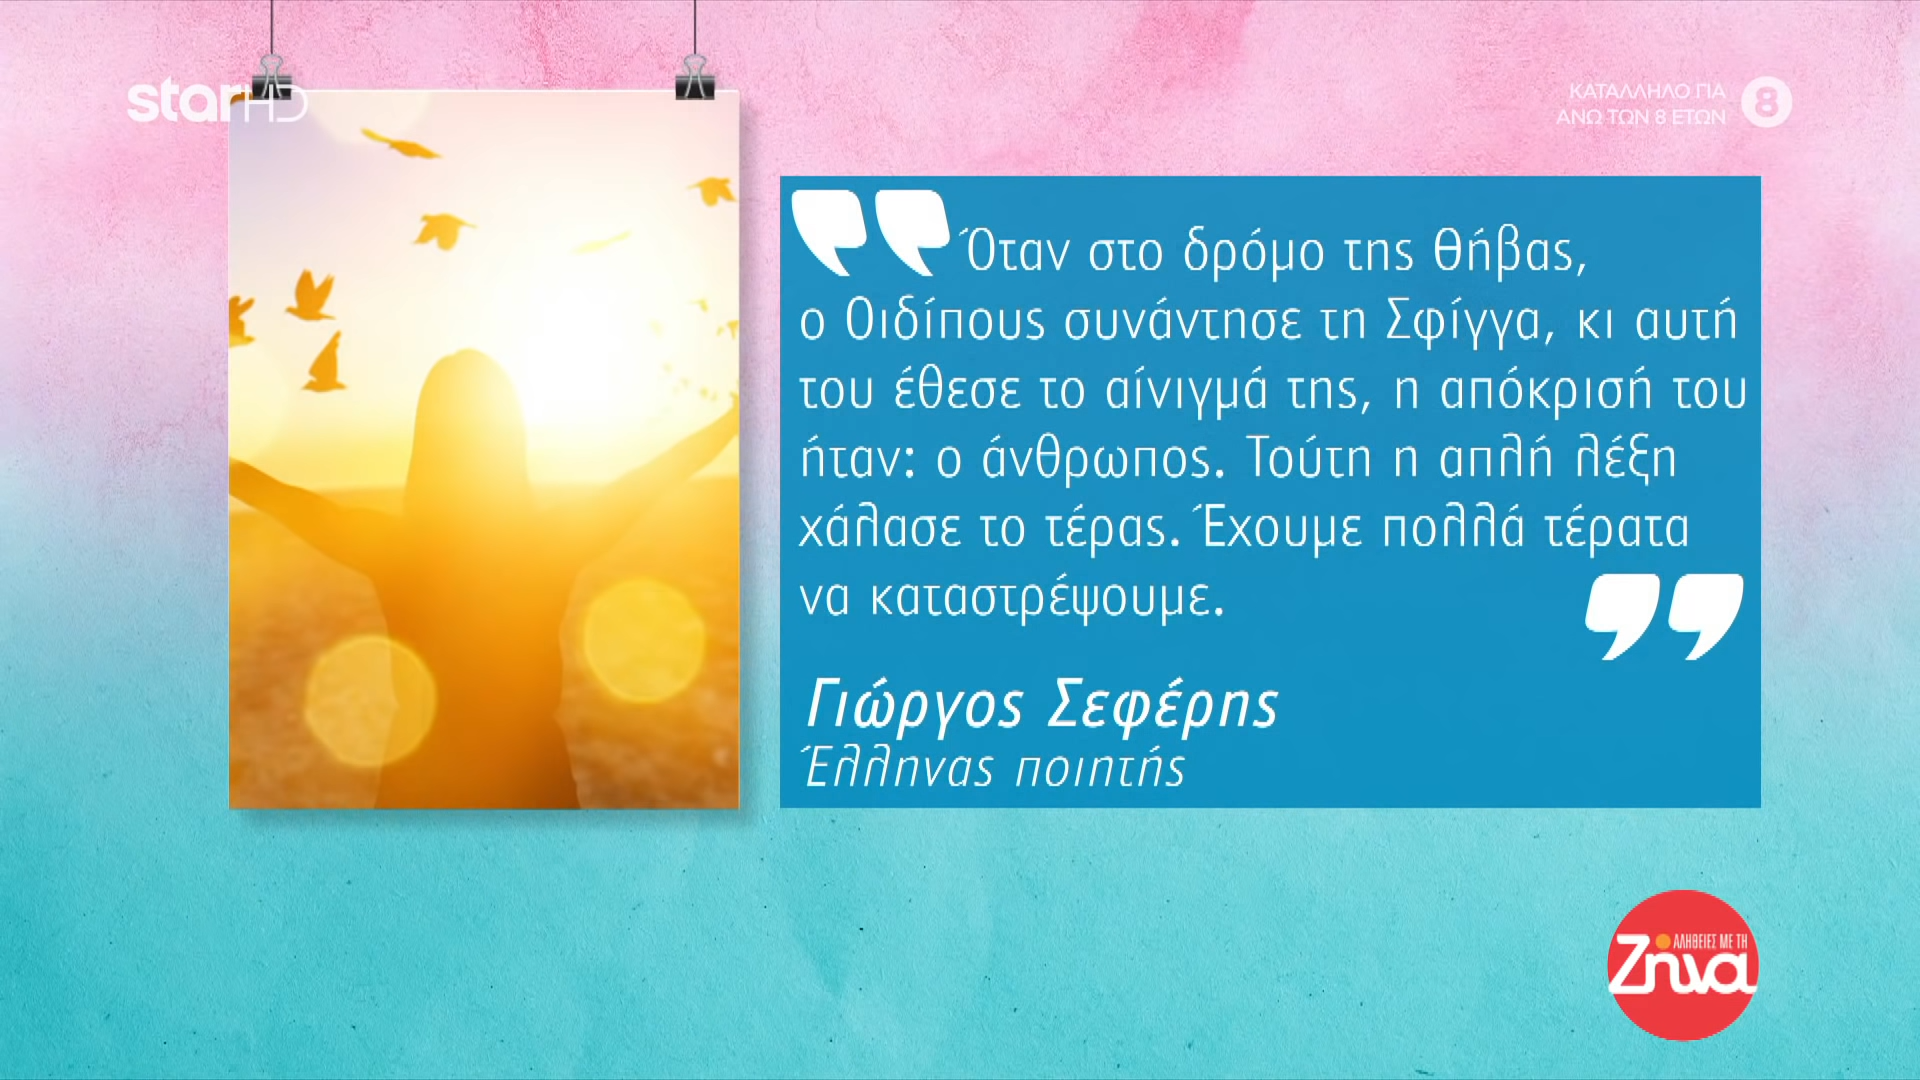 star HD
ΚΑΤΑΛΛΗΛΟ ΓΙΑ
ΑΝΩ ΤΩΝ 8 ΕΤΩΝ
8
Όταν στο δρόμο της Θήβας,
ο Οιδίπους συνάντησε τη Σφίγγα, κι αυτή
του έθεσε το αίνιγμά της, η απόκρισή του
ήταν: ο άνθρωπος. Τούτη η απλή λέξη
χάλασε το τέρας. Έχουμε πολλά τέρατα
να καταστρέψουμε.
Γιώργος Σεφέρης
Έλληνας ποιητής
ΑΛΗΘΕΙΕΣ ΜΕ ΤΗ
Ζήνα